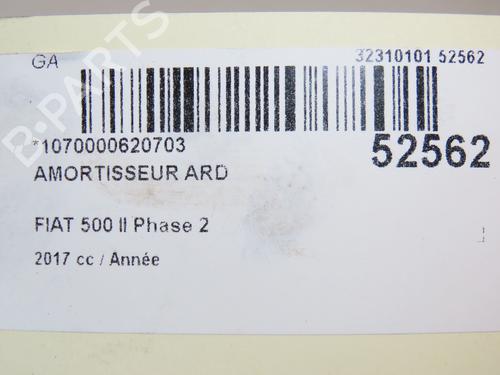 GA
32310101 52562
*1070000620703
52562
AMORTISSEUR ARD
FIAT 500 II Phase 2
2017 cc / Année
B-PARTS